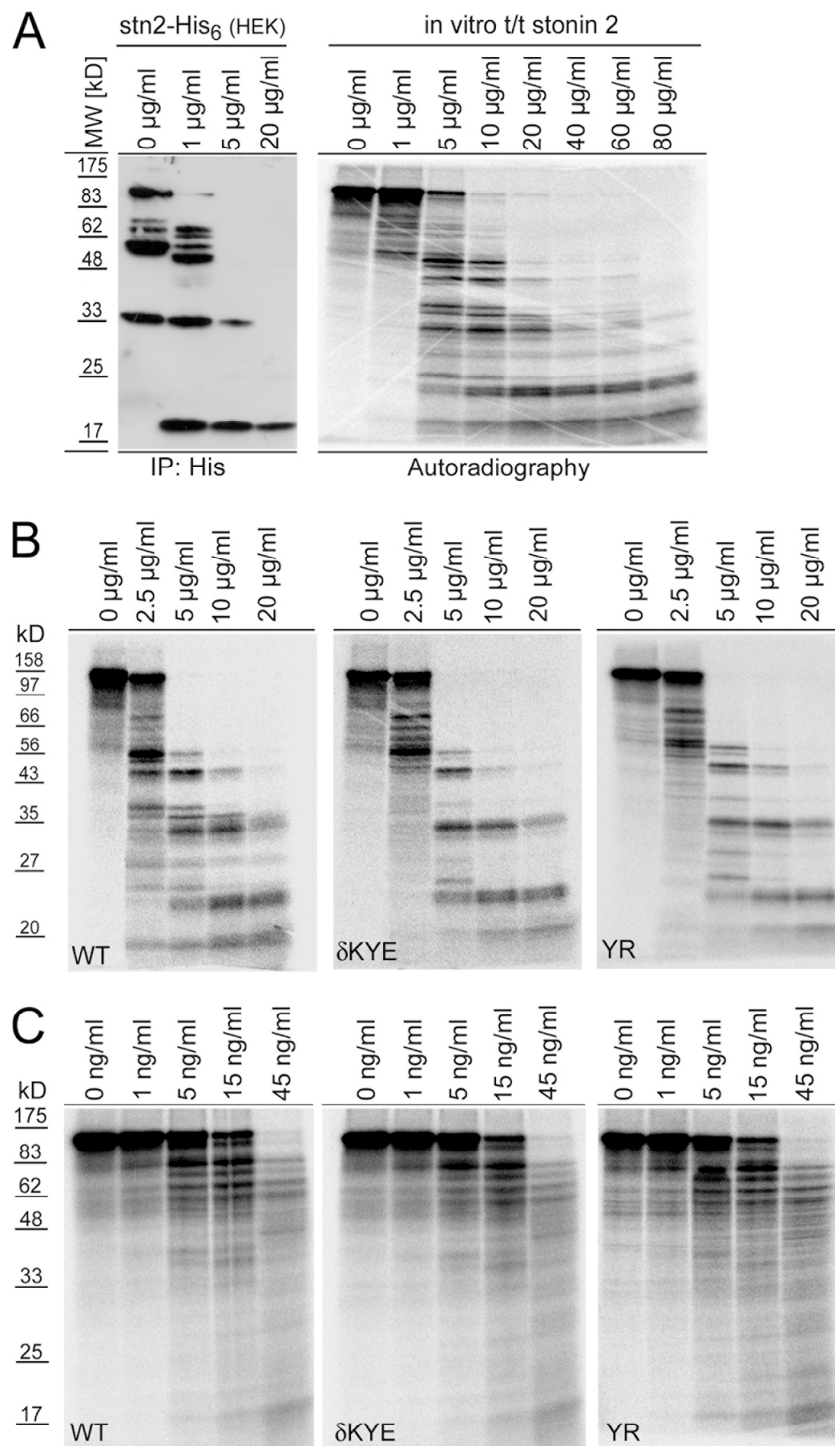 A
stn2-His6 (HEK)
in vitro t/t stonin 2
MW [kD]
0 µg/ml
1 µg/ml
5 µg/ml
20 µg/ml
0 µg/ml
1 µg/ml
5 µg/ml
10 µg/ml
20 µg/ml
40 µg/ml
60 µg/ml
80 µg/ml
175
83
62
48
33
25
17
IP: His
Autoradiography
B
0 µg/ml
2.5 µg/ml
5 µg/ml
10 µg/ml
20 µg/ml
0 µg/ml
2.5 µg/ml
5 µg/ml
10 µg/ml
20 µg/ml
0 µg/ml
2.5 µg/ml
5 µg/ml
10 µg/ml
20 µg/ml
kD
158
97
66
56
43
35
27
20
WT
δKYE
YR
C
0 ng/ml
1 ng/ml
5 ng/ml
15 ng/ml
45 ng/ml
0 ng/ml
1 ng/ml
5 ng/ml
15 ng/ml
45 ng/ml
0 ng/ml
1 ng/ml
5 ng/ml
15 ng/ml
45 ng/ml
kD
175
83
62
48
33
25
17
WT
δKYE
YR